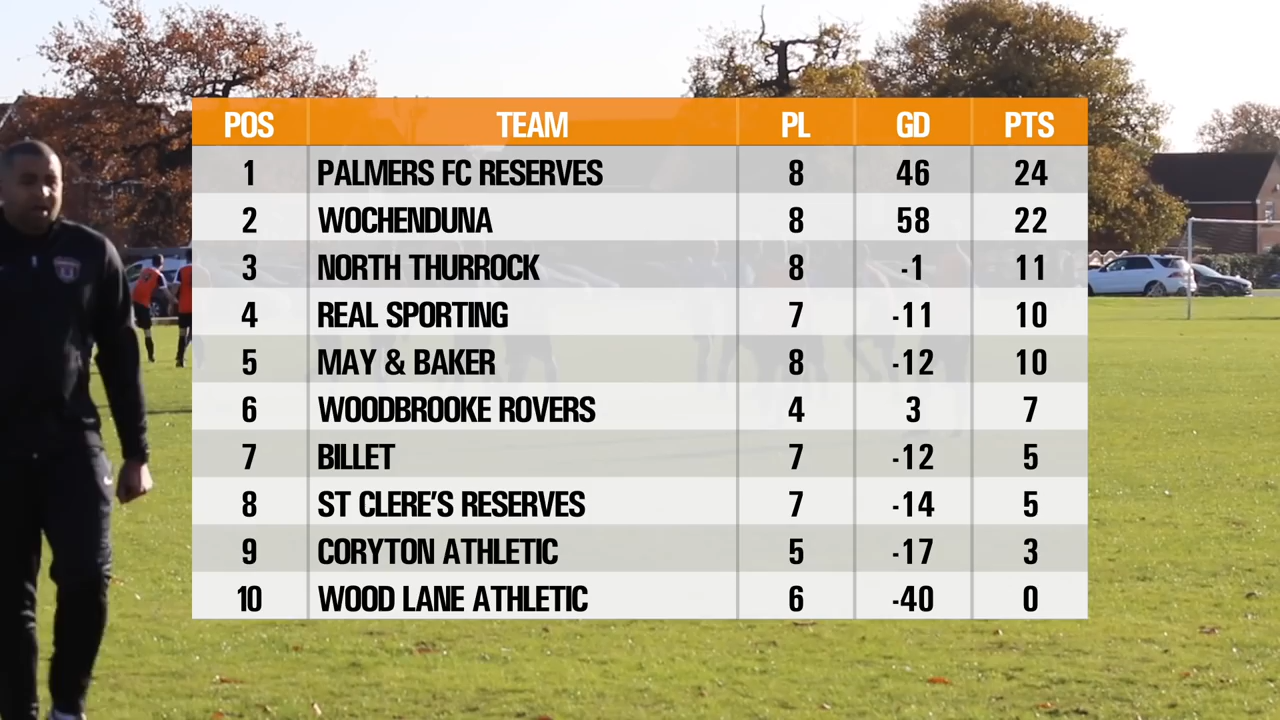 POS TEAM PL GD PTS
1 PALMERS FC RESERVES 8 46 24
2 WOCHENDUNA 8 58 22
3 NORTH THURROCK 8 -1 11
4 REAL SPORTING 7 -11 10
5 MAY & BAKER 8 -12 10
6 WOODBROOKE ROVERS 4 3 7
7 BILLET 7 -12 5
8 ST CLERE'S RESERVES 7 -14 5
9 CORYTON ATHLETIC 5 -17 3
10 WOOD LANE ATHLETIC 6 -40 0